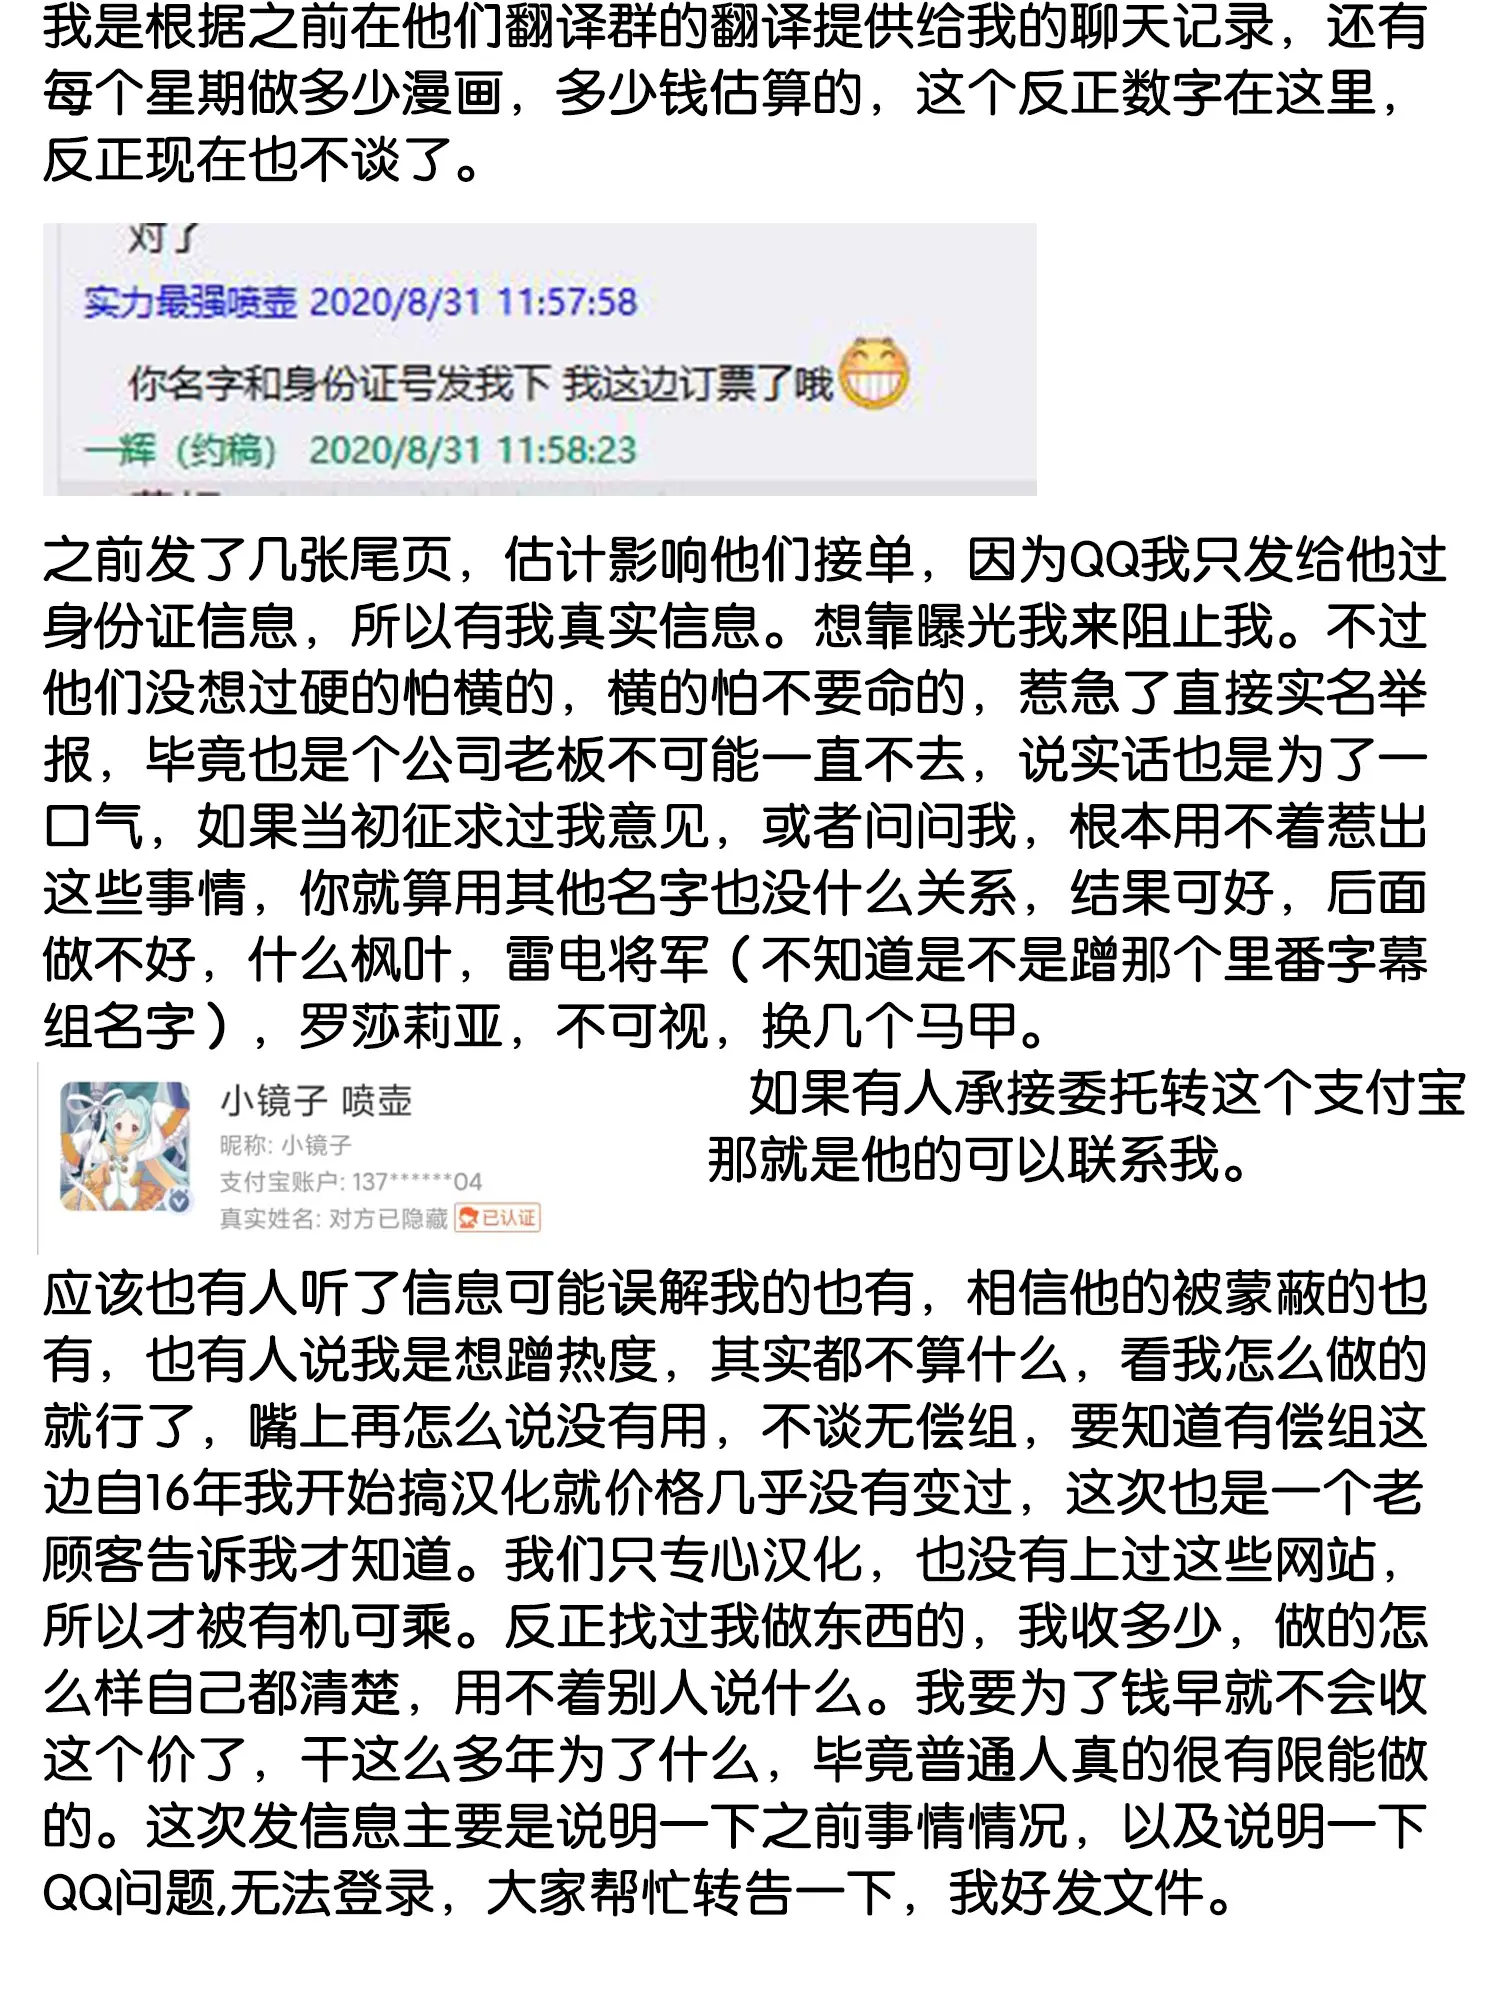 我是根据之前在他们翻译群的翻译提供给我的聊天记录，还有
每个星期做多少漫画，多少钱估算的，这个反正数字在这里，
反正现在也不谈了。
对了
实力最强喷壶 2020/8/31 11:57:58
你名字和身份证号发我下 我这边订票了哦
一辉（约稿） 2020/8/31 11:58:23
之前发了几张尾页，估计影响他们接单，因为QQ我只发给他过
身份证信息，所以有我真实信息。想靠曝光我来阻止我。不过
他们没想过硬的怕横的，横的怕不要命的，惹急了直接实名举
报，毕竟也是个公司老板不可能一直不去，说实话也是为了一
口气，如果当初征求过我意见，或者问问我，根本用不着惹出
这些事情，你就算用其他名字也没什么关系，结果可好，后面
做不好，什么枫叶，雷电将军（不知道是不是蹭那个里番字幕
组名字），罗莎莉亚，不可视，换几个马甲。
小镜子 喷壶
昵称: 小镜子
支付宝账户: 137******04
真实姓名: 对方已隐藏 已认证
如果有人承接委托转这个支付宝
那就是他的可以联系我。
应该也有人听了信息可能误解我的也有，相信他的被蒙蔽的也
有，也有人说我是想蹭热度，其实都不算什么，看我怎么做的
就行了，嘴上再怎么说没有用，不谈无偿组，要知道有偿组这
边自16年我开始搞汉化就价格几乎没有变过，这次也是一个老
顾客告诉我才知道。我们只专心汉化，也没有上过这些网站，
所以才被有机可乘。反正找过我做东西的，我收多少，做的怎
么样自己都清楚，用不着别人说什么。我要为了钱早就不会收
这个价了，干这么多年为了什么，毕竟普通人真的很有限能做
的。这次发信息主要是说明一下之前事情情况，以及说明一下
QQ问题,无法登录，大家帮忙转告一下，我好发文件。